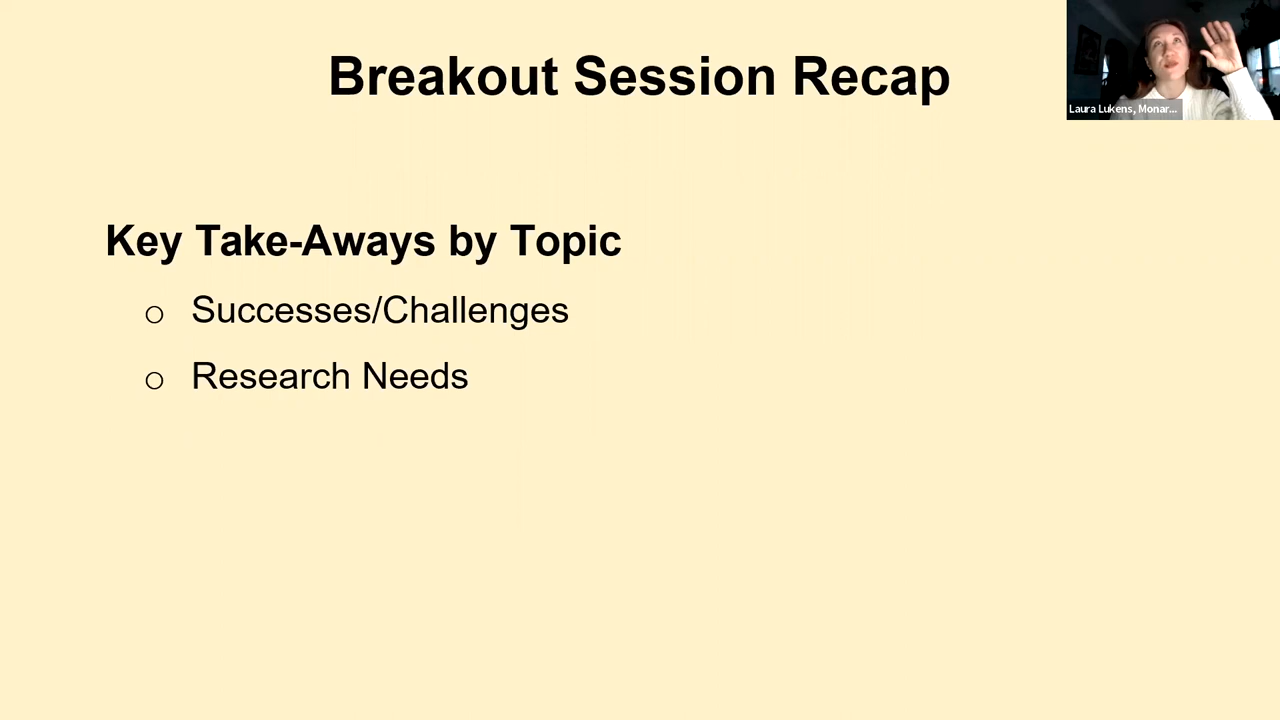 Breakout Session Recap
Laura Lukens, Monar...
Key Take-Aways by Topic
o Successes/Challenges
o Research Needs